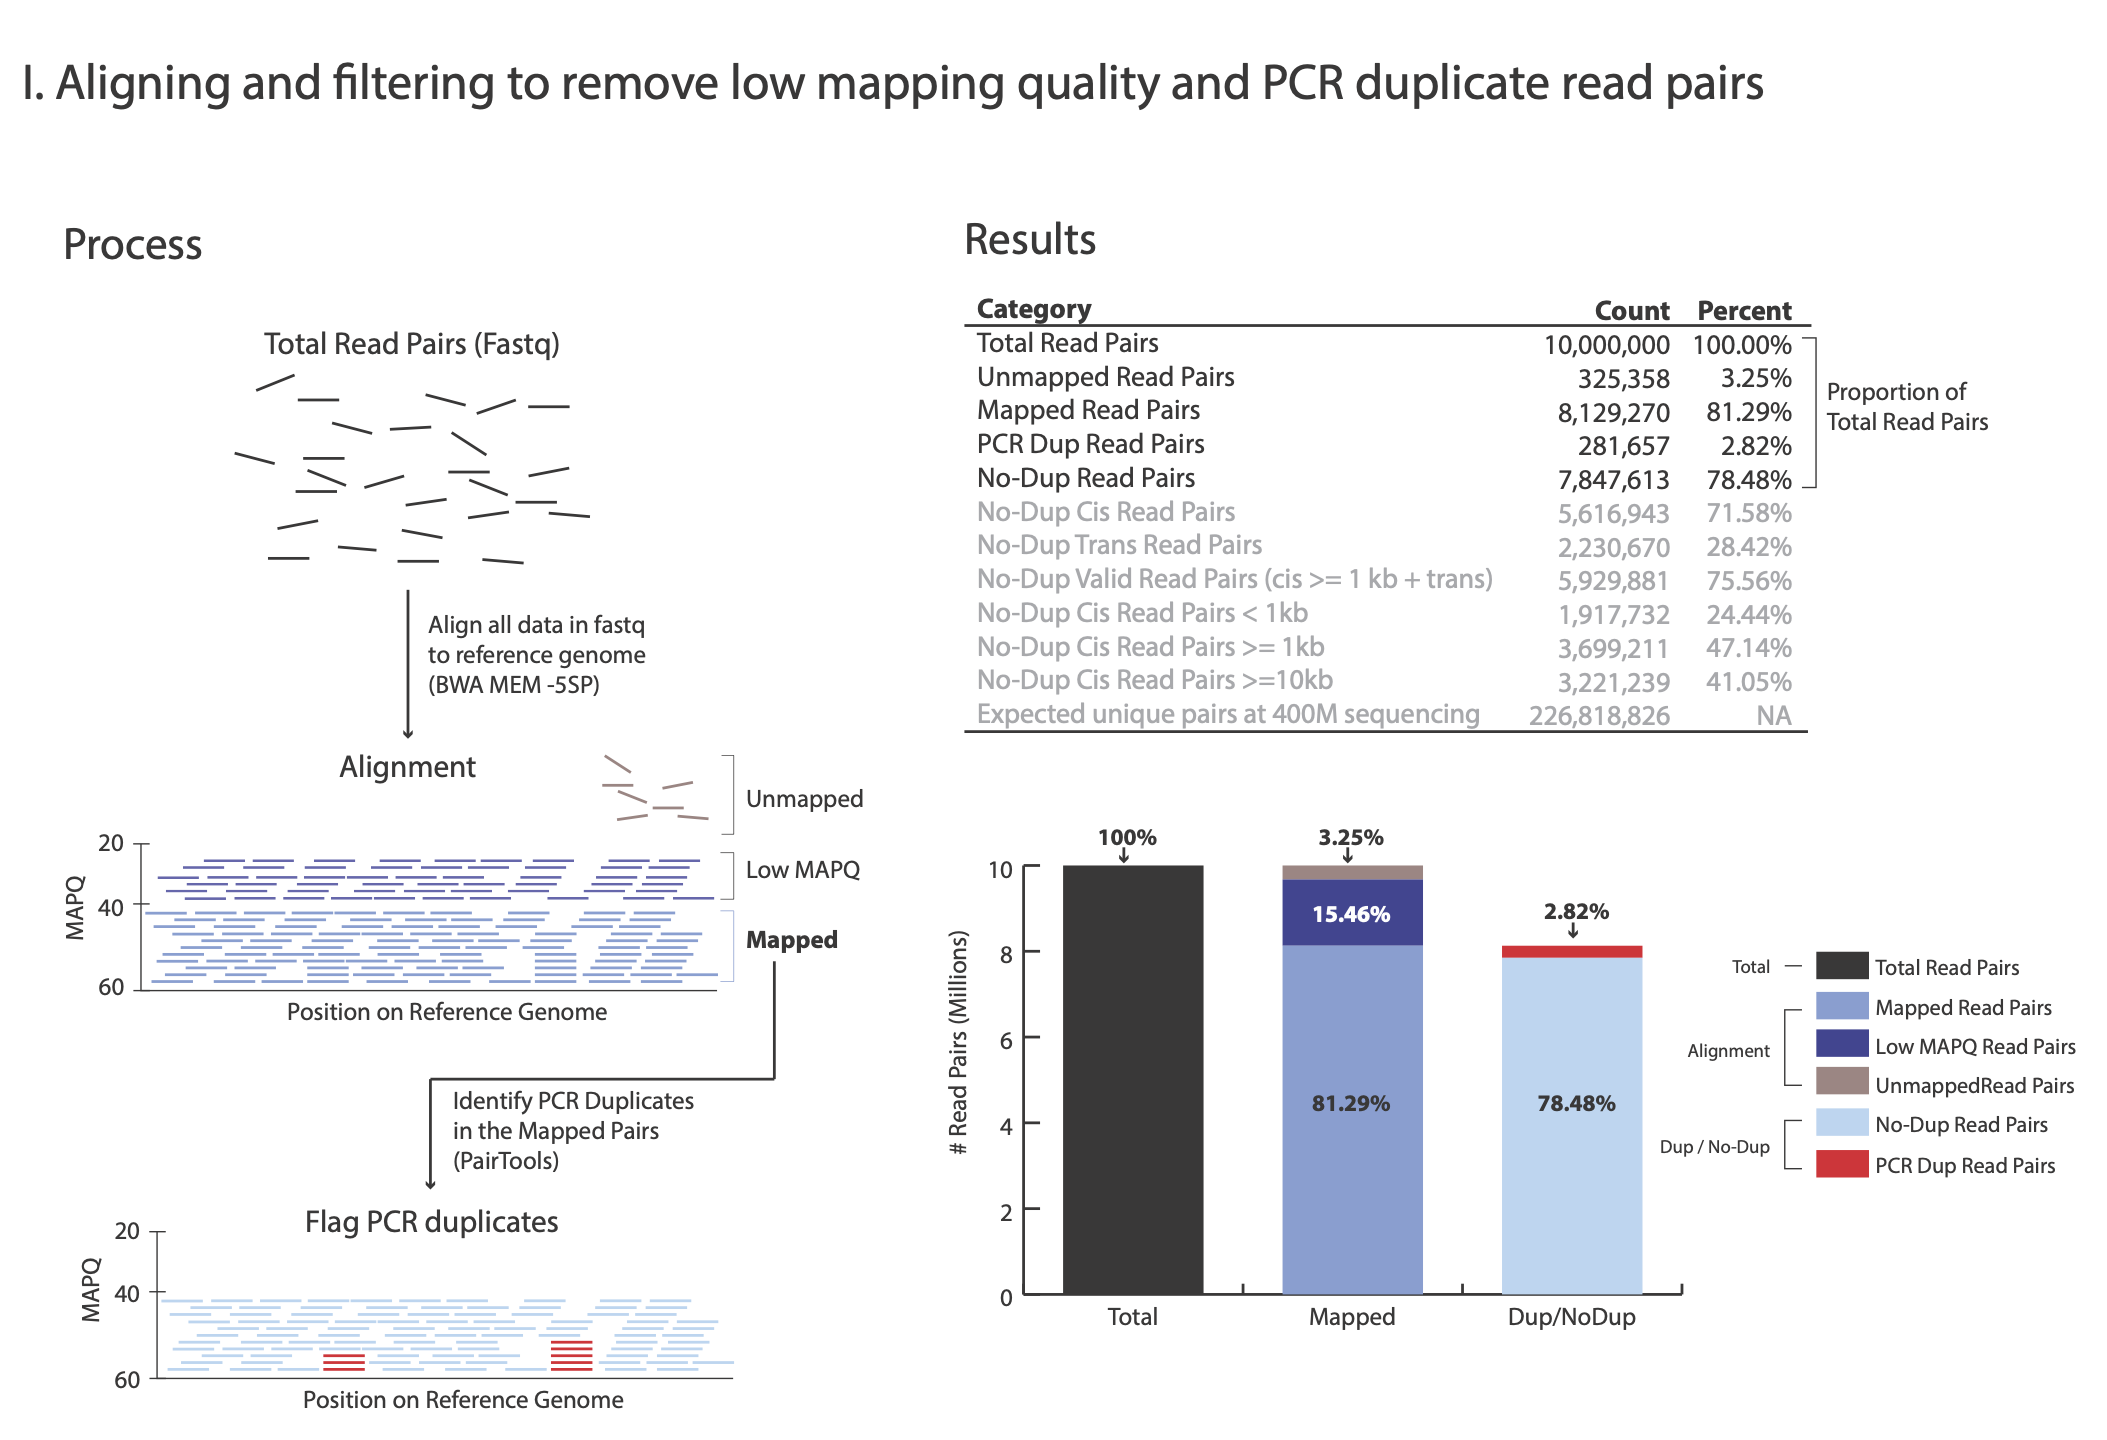 I. Aligning and filtering to remove low mapping quality and PCR duplicate read pairs
Process
Total Read Pairs (Fastq)
Align all data in fastq
to reference genome
(BWA MEM -5SP)
Alignment
Unmapped
Low MAPQ
Mapped
20
40
60
MAPQ
Position on Reference Genome
Identify PCR Duplicates
in the Mapped Pairs
(PairTools)
Flag PCR duplicates
20
40
60
MAPQ
Position on Reference Genome
Results
Category Count Percent
Total Read Pairs 10,000,000 100.00%
Unmapped Read Pairs 325,358 3.25%
Mapped Read Pairs 8,129,270 81.29%
PCR Dup Read Pairs 281,657 2.82%
No-Dup Read Pairs 7,847,613 78.48%
No-Dup Cis Read Pairs 5,616,943 71.58%
No-Dup Trans Read Pairs 2,230,670 28.42%
No-Dup Valid Read Pairs (cis >= 1 kb + trans) 5,929,881 75.56%
No-Dup Cis Read Pairs < 1kb 1,917,732 24.44%
No-Dup Cis Read Pairs >= 1kb 3,699,211 47.14%
No-Dup Cis Read Pairs >=10kb 3,221,239 41.05%
Expected unique pairs at 400M sequencing 226,818,826 NA
Proportion of
Total Read Pairs
# Read Pairs (Millions)
10
8
6
4
2
0
100%
3.25%
15.46%
81.29%
2.82%
78.48%
Total
Mapped
Dup/NoDup
Total
Total Read Pairs
Alignment
Mapped Read Pairs
Low MAPQ Read Pairs
UnmappedRead Pairs
Dup / No-Dup
No-Dup Read Pairs
PCR Dup Read Pairs